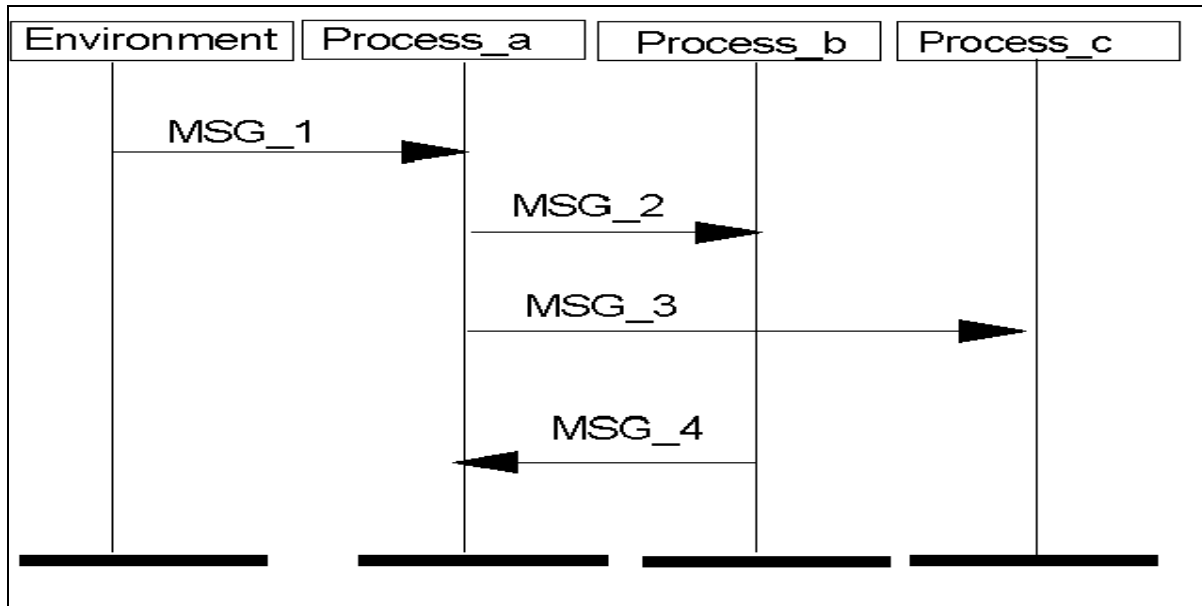 Environment
Process_a
Process_b
Process_c
MSG_1
MSG_2
MSG_3
MSG_4